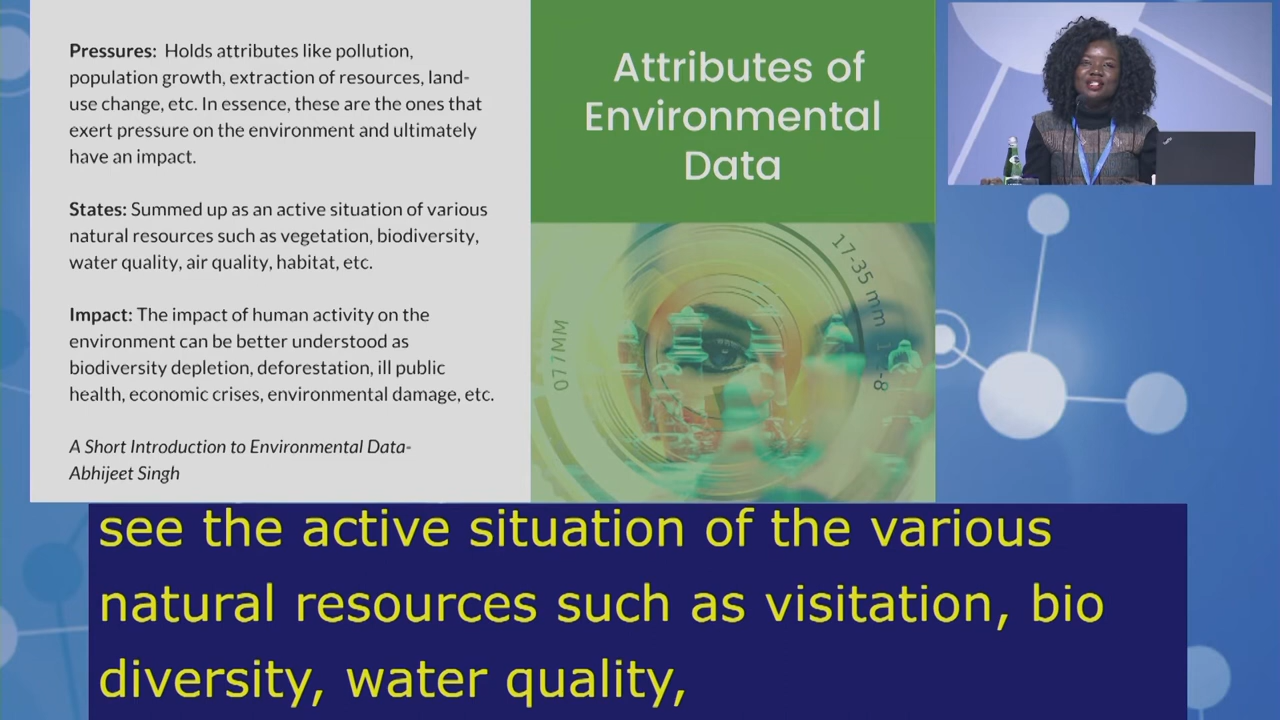 Pressures: Holds attributes like pollution,
population growth, extraction of resources, land-
use change, etc. In essence, these are the ones that
exert pressure on the environment and ultimately
have an impact.
States: Summed up as an active situation of various
natural resources such as vegetation, biodiversity,
water quality, air quality, habitat, etc.
Impact: The impact of human activity on the
environment can be better understood as
biodiversity depletion, deforestation, ill public
health, economic crises, environmental damage, etc.
A Short Introduction to Environmental Data-
Abhijeet Singh
Attributes of
Environmental
Data
17-35 mm
077MM
see the active situation of the various
natural resources such as visitation, bio
diversity, water quality,